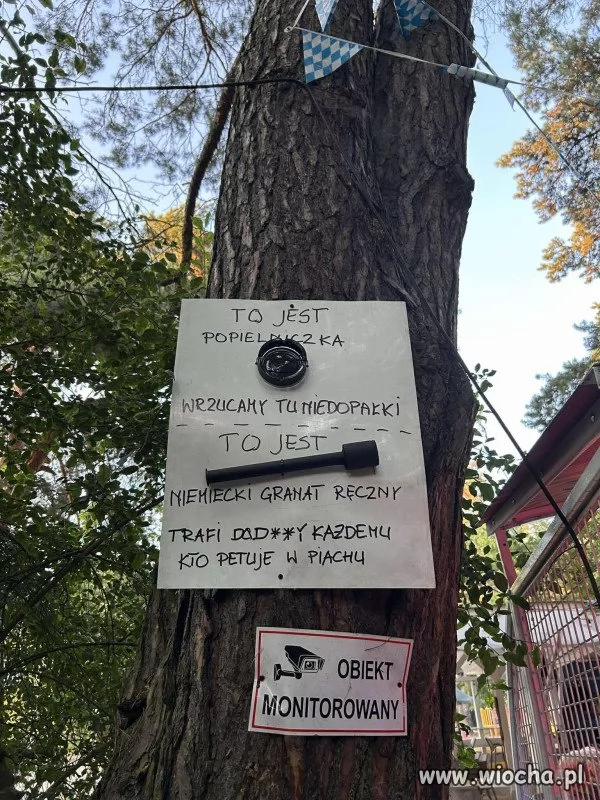 TO JEST
POPIELNICZKA
WRZUCAMY TU NIEDOPAŁKI
TO JEST
NIEMIECKI GRANAT RĘCZNY
TRAFI DOD**Y KAŻDEMU
KTO PETUJE W PIACHU
OBIEKT
MONITOROWANY
www.wiocha.pl